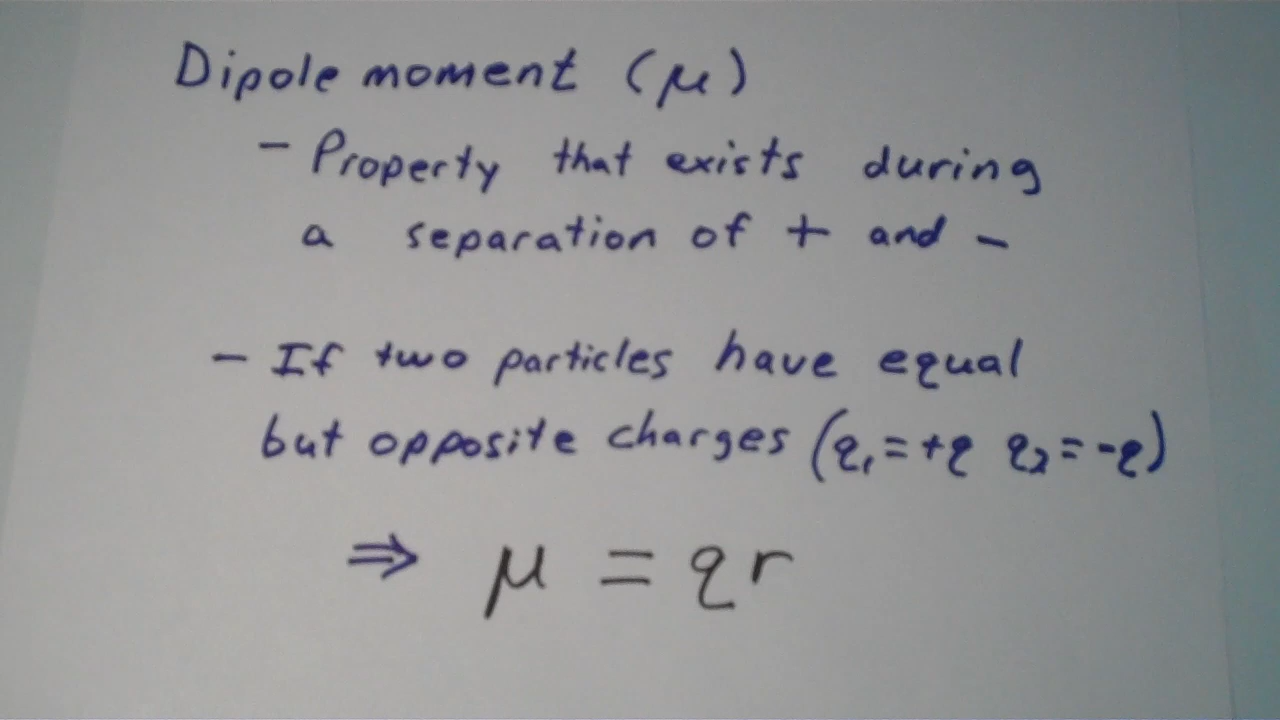 Dipole moment (μ)
- Property that exists during
a separation of + and -
- If two particles have equal
but opposite charges (q₁=+q q₂=-q)
⇒ μ = qr